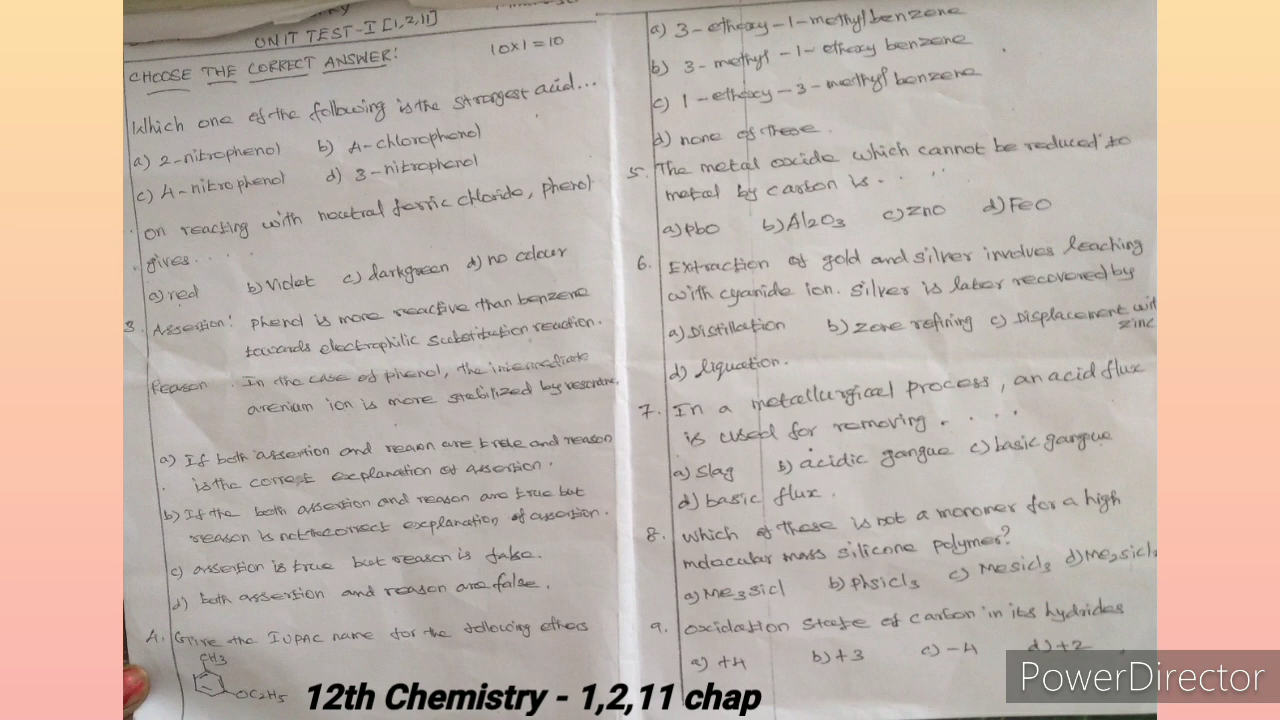 UNIT TEST-I [1,2,11]
CHOOSE THE CORRECT ANSWER: 10x1=10
Which one of the following is the strongest acid...
a) 2-nitrophenol b) 4-chlorophenol
c) 4-nitrophenol d) 3-nitrophenol
on reacting with neutral ferric chloride, phenol
gives....
a) red b) Violet c) darkgreen d) no colour
3. Assertion: Phenol is more reactive than benzene
towards electrophilic substitution reaction.
Reason In the case of phenol, the intermediate
arenium ion is more stabilized by resonance.
a) If both assertion and reason are true and reason
is the correct explanation of assertion.
b) If the both assertion and reason are true but
reason is not the correct explanation of assertion.
c) assertion is true but reason is false.
d) both assertion and reason are false.
4. Give the IUPAC name for the following ethers
CH3
OC2H5
a) 3-ethoxy-1-methyl benzene
b) 3-methyl-1-ethoxy benzene
c) 1-ethoxy-3-methyl benzene
d) none of these.
5. The metal oxide which cannot be reduced to
metal by carbon is....
a) Pbo b) Al2O3 c) ZnO d) FeO
6. Extraction of gold and silver involves leaching
with cyanide ion. Silver is later recovered by
a) Distillation b) zone refining c) Displacement wit
zinc
d) liquation.
7. In a metallurgical process, an acid flux
is used for removing....
a) slag b) acidic gangue c) basic gangue
d) basic flux.
8. Which of these is not a monomer for a high
molecular mass silicone polymer?
a) Me3sicl b) Phsicl3 c) Mesicl3 d) Me2sicl2
9. Oxidation state of carbon in its hydrides
a) +4 b) +3 c) -4 d) +2
12th Chemistry - 1,2,11 chap
PowerDirector